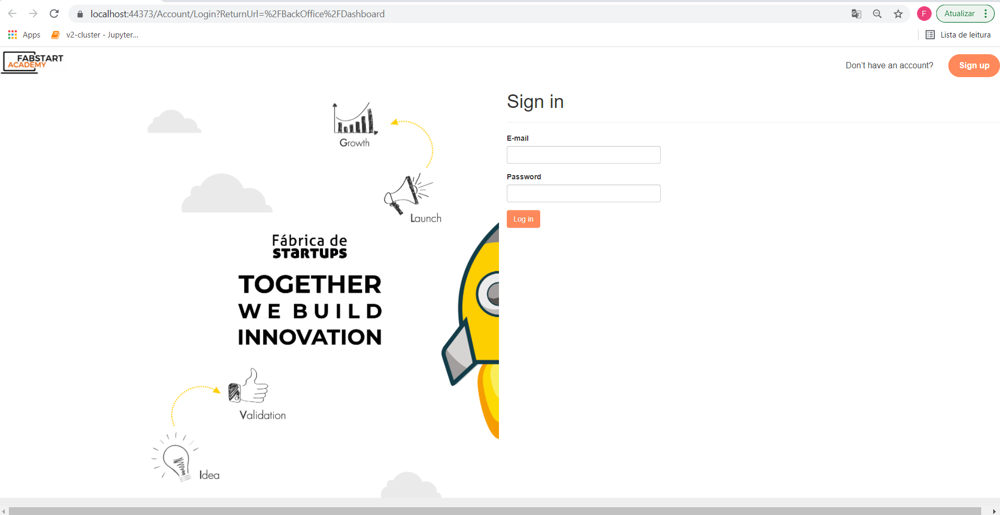 localhost:44373/Account/Login?ReturnUrl=%2FBackOffice%2FDashboard
F
Atualizar
Apps
v2-cluster - Jupyter...
Lista de leitura
FABSTART
ACADEMY
Don't have an account?
Sign up
Sign in
E-mail
Password
Log in
Growth
Launch
Fábrica de
STARTUPS
TOGETHER
WE BUILD
INNOVATION
Validation
Idea